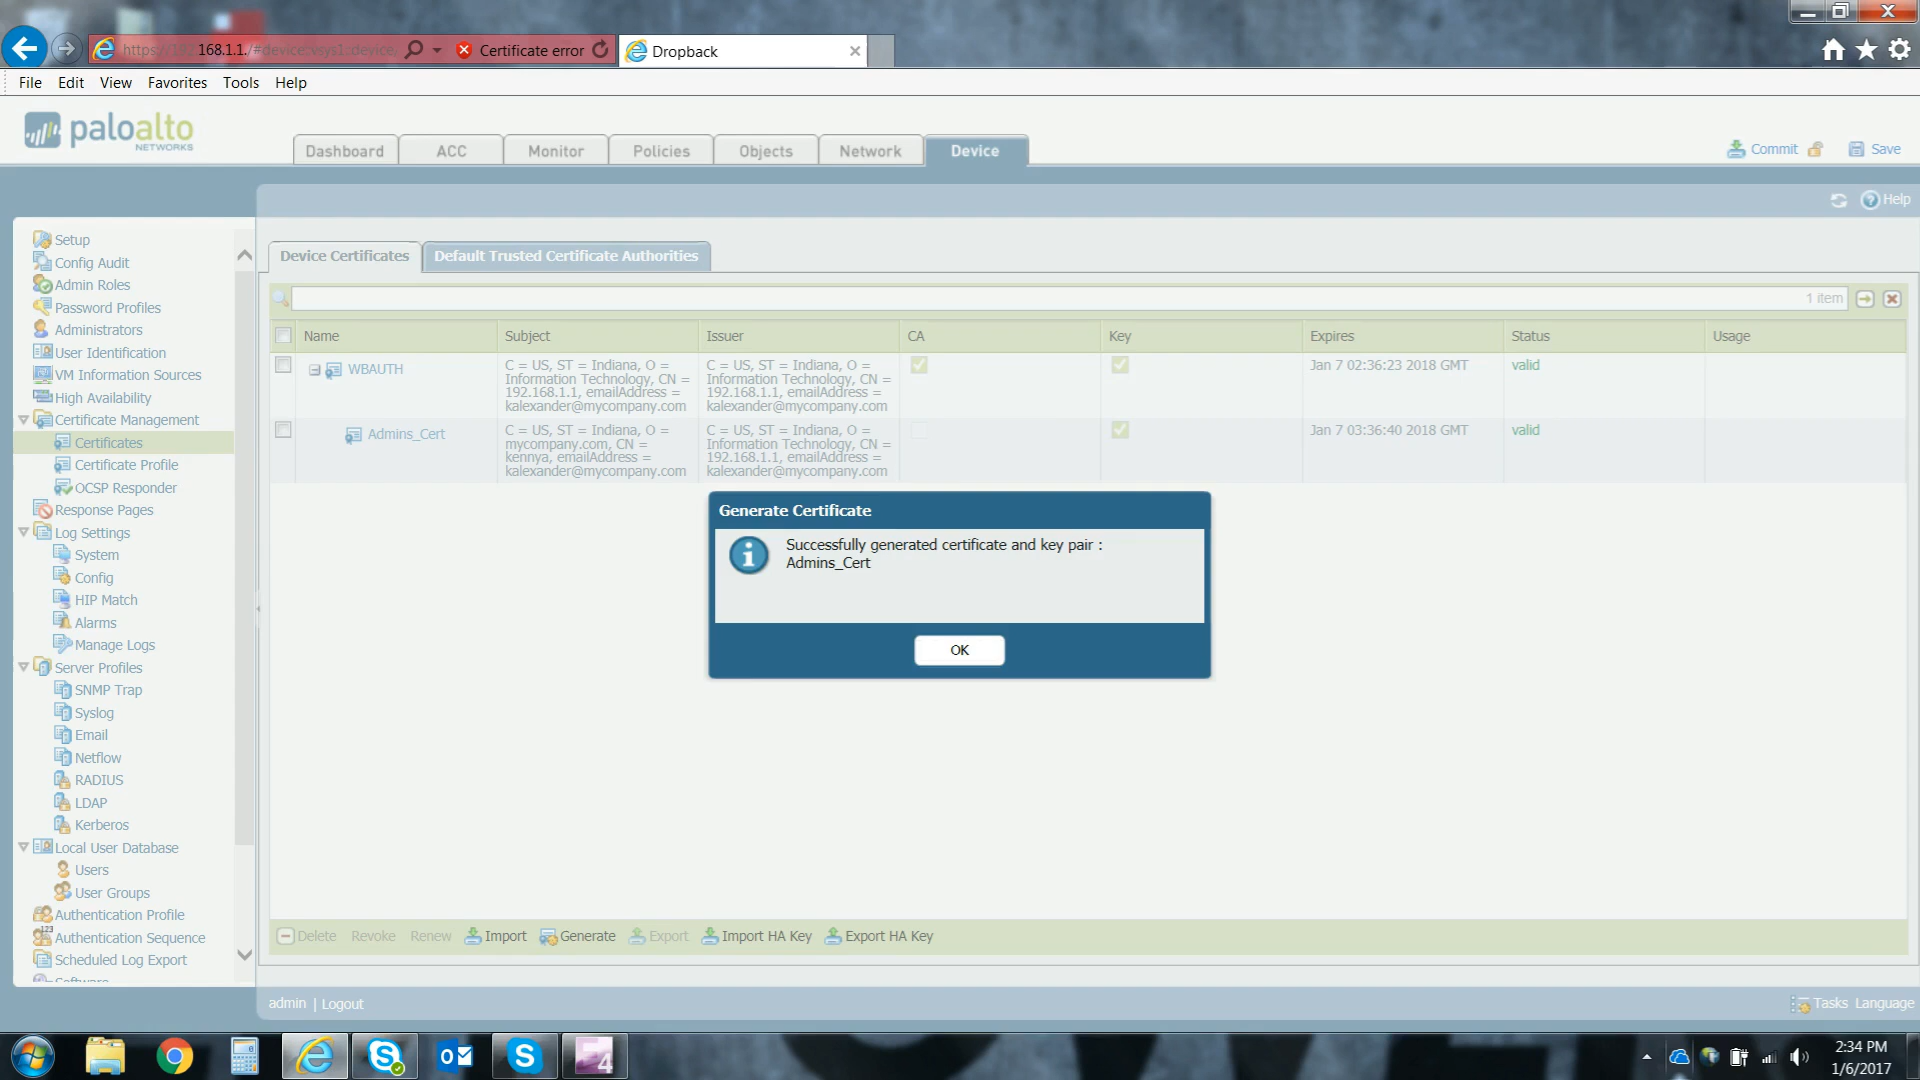 https://192.168.1.1./#device:vsys1:device,
Certificate error
Dropback
File Edit View Favorites Tools Help
paloalto
NETWORKS
Dashboard ACC Monitor Policies Objects Network Device
Commit Save
Help
Setup
Config Audit
Admin Roles
Password Profiles
Administrators
User Identification
VM Information Sources
High Availability
Certificate Management
Certificates
Certificate Profile
OCSP Responder
Response Pages
Log Settings
System
Config
HIP Match
Alarms
Manage Logs
Server Profiles
SNMP Trap
Syslog
Email
Netflow
RADIUS
LDAP
Kerberos
Local User Database
Users
User Groups
Authentication Profile
Authentication Sequence
Scheduled Log Export
Software
Device Certificates Default Trusted Certificate Authorities
1 item
Name Subject Issuer CA Key Expires Status Usage
WBAUTH
C = US, ST = Indiana, O =
Information Technology, CN =
192.168.1.1, emailAddress =
kalexander@mycompany.com
C = US, ST = Indiana, O =
Information Technology, CN =
192.168.1.1, emailAddress =
kalexander@mycompany.com
Jan 7 02:36:23 2018 GMT
valid
Admins_Cert
C = US, ST = Indiana, O =
mycompany.com, CN =
kennya, emailAddress =
kalexander@mycompany.com
C = US, ST = Indiana, O =
Information Technology, CN =
192.168.1.1, emailAddress =
kalexander@mycompany.com
Jan 7 03:36:40 2018 GMT
valid
Generate Certificate
Successfully generated certificate and key pair :
Admins_Cert
OK
Delete Revoke Renew Import Generate Export Import HA Key Export HA Key
admin | Logout
Tasks Language
2:34 PM
1/6/2017